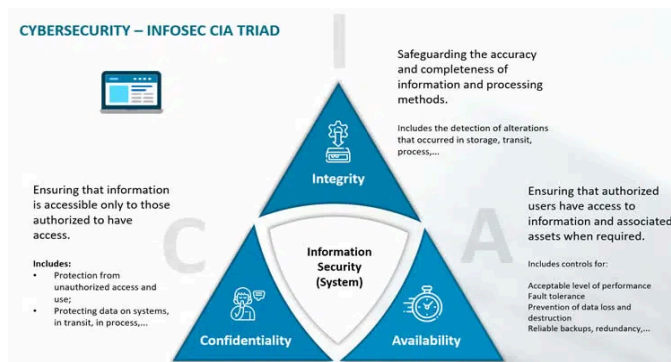 CYBERSECURITY – INFOSEC CIA TRIAD
I
Safeguarding the accuracy
and completeness of
information and processing
methods.
Includes the detection of alterations
that occurred in storage, transit,
process,...
Integrity
Ensuring that information
is accessible only to those
authorized to have
access.
Includes:
• Protection from
unauthorized access and
use;
• Protecting data on systems,
in transit, in process,...
C
Information
Security
(System)
Confidentiality
Availability
A
Ensuring that authorized
users have access to
information and associated
assets when required.
Includes controls for:
Acceptable level of performance
Fault tolerance
Prevention of data loss and
destruction
Reliable backups, redundancy,...